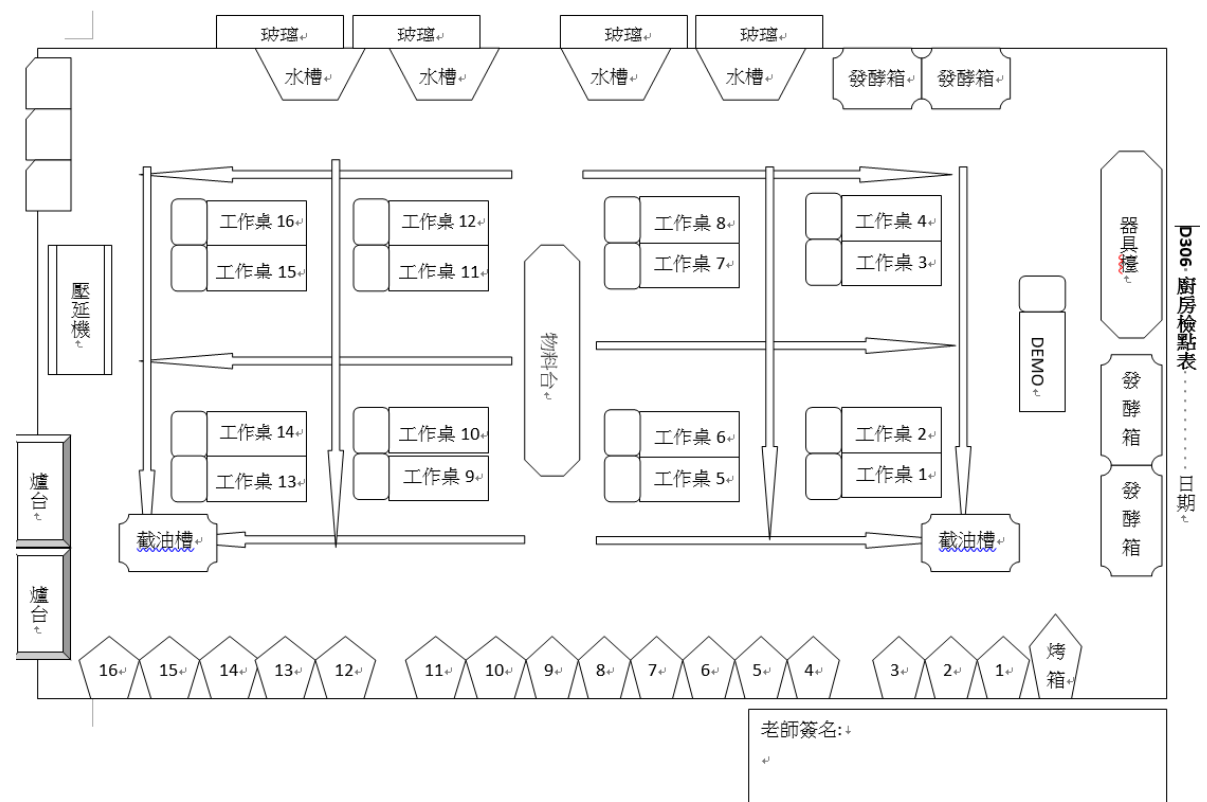 玻璃
玻璃
玻璃
玻璃
水槽
水槽
水槽
水槽
發酵箱
發酵箱
工作桌 16
工作桌 15
工作桌 12
工作桌 11
工作桌 8
工作桌 7
工作桌 4
工作桌 3
器具檯
D306 廚房檢點表
日期
壓延機
物料台
DEMO
發酵箱
發酵箱
工作桌 14
工作桌 13
工作桌 10
工作桌 9
工作桌 6
工作桌 5
工作桌 2
工作桌 1
爐台
爐台
截油槽
截油槽
16
15
14
13
12
11
10
9
8
7
6
5
4
3
2
1
烤箱
老師簽名: